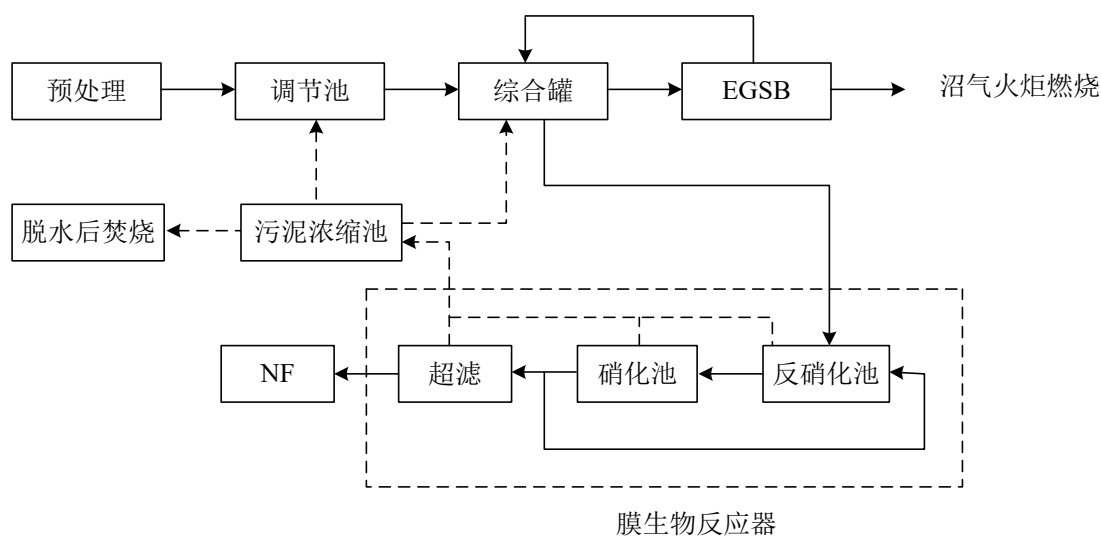 预处理
调节池
综合罐
EGSB
沼气火炬燃烧
脱水后焚烧
污泥浓缩池
NF
超滤
硝化池
反硝化池
膜生物反应器